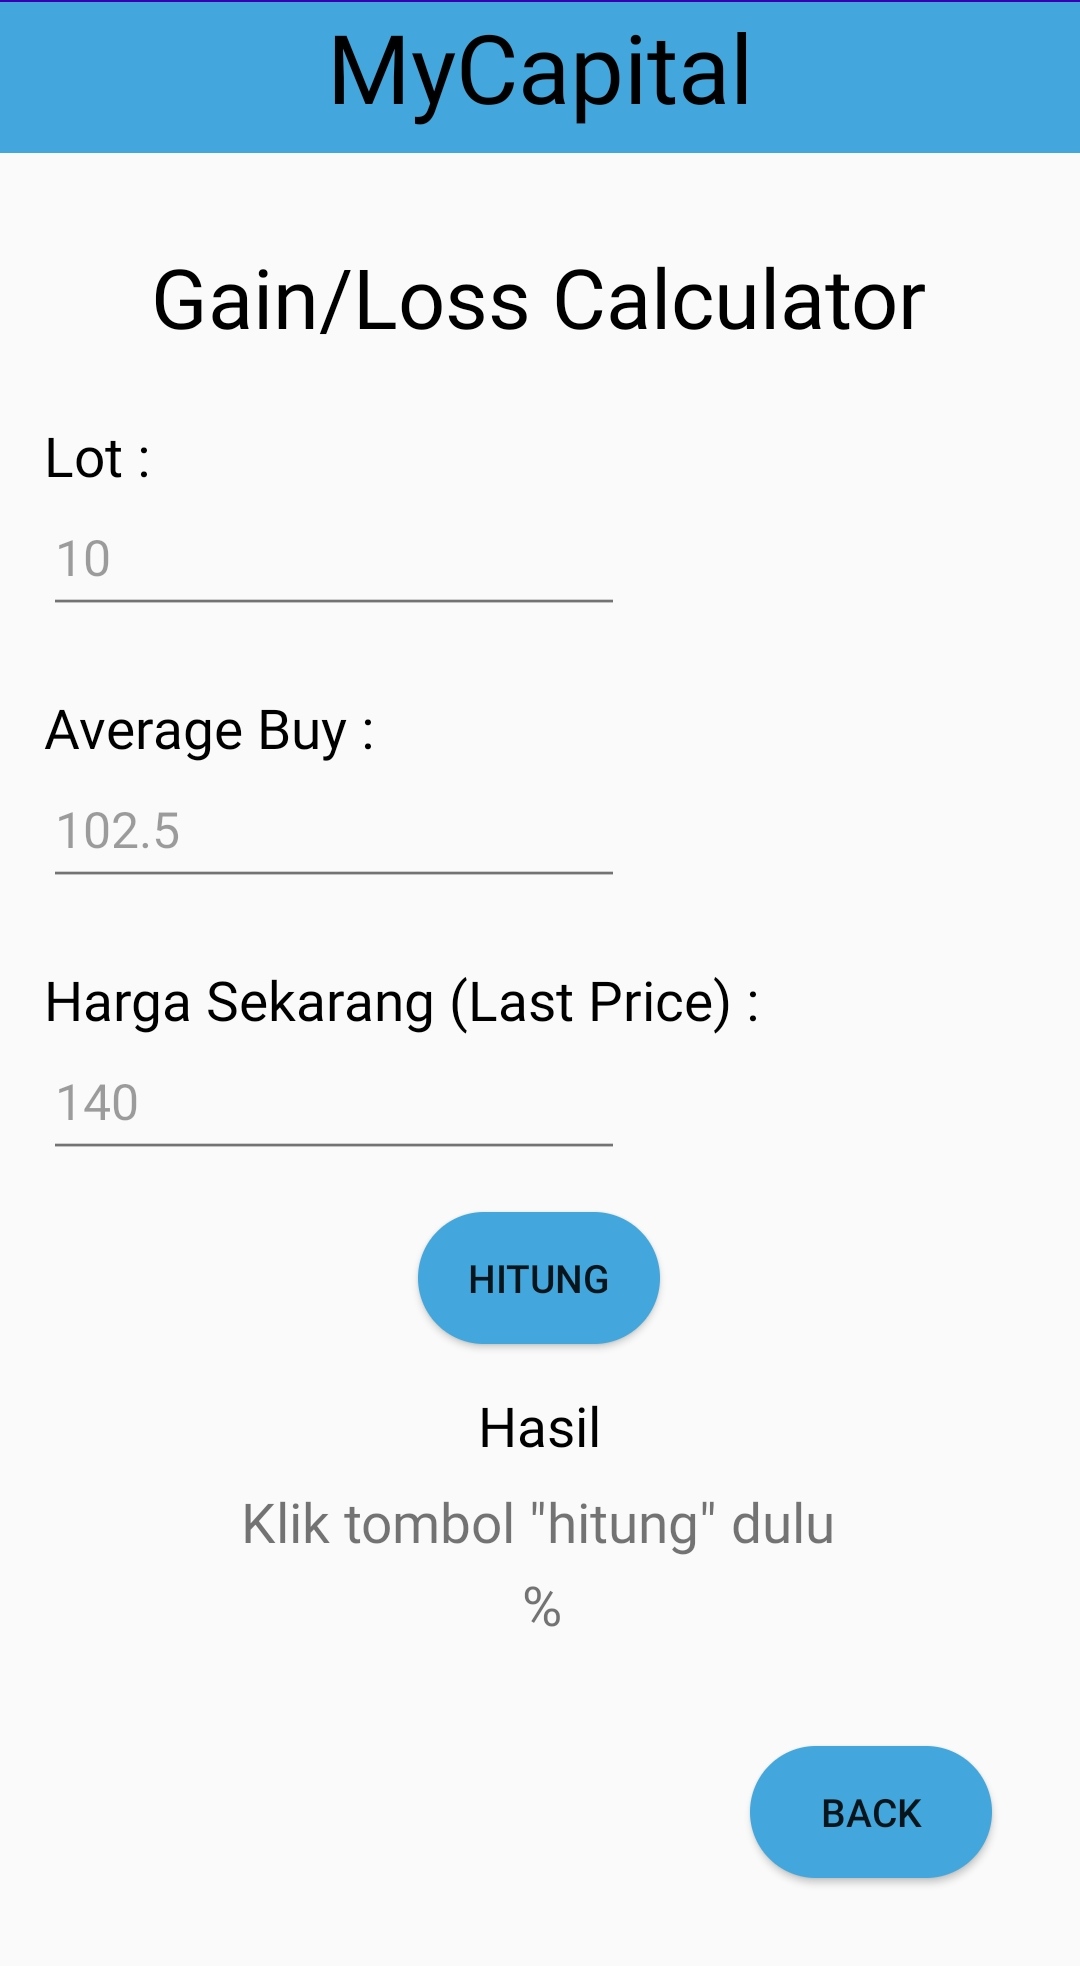 MyCapital
Gain/Loss Calculator
Lot :
10
Average Buy :
102.5
Harga Sekarang (Last Price) :
140
HITUNG
Hasil
Klik tombol "hitung" dulu
%
BACK